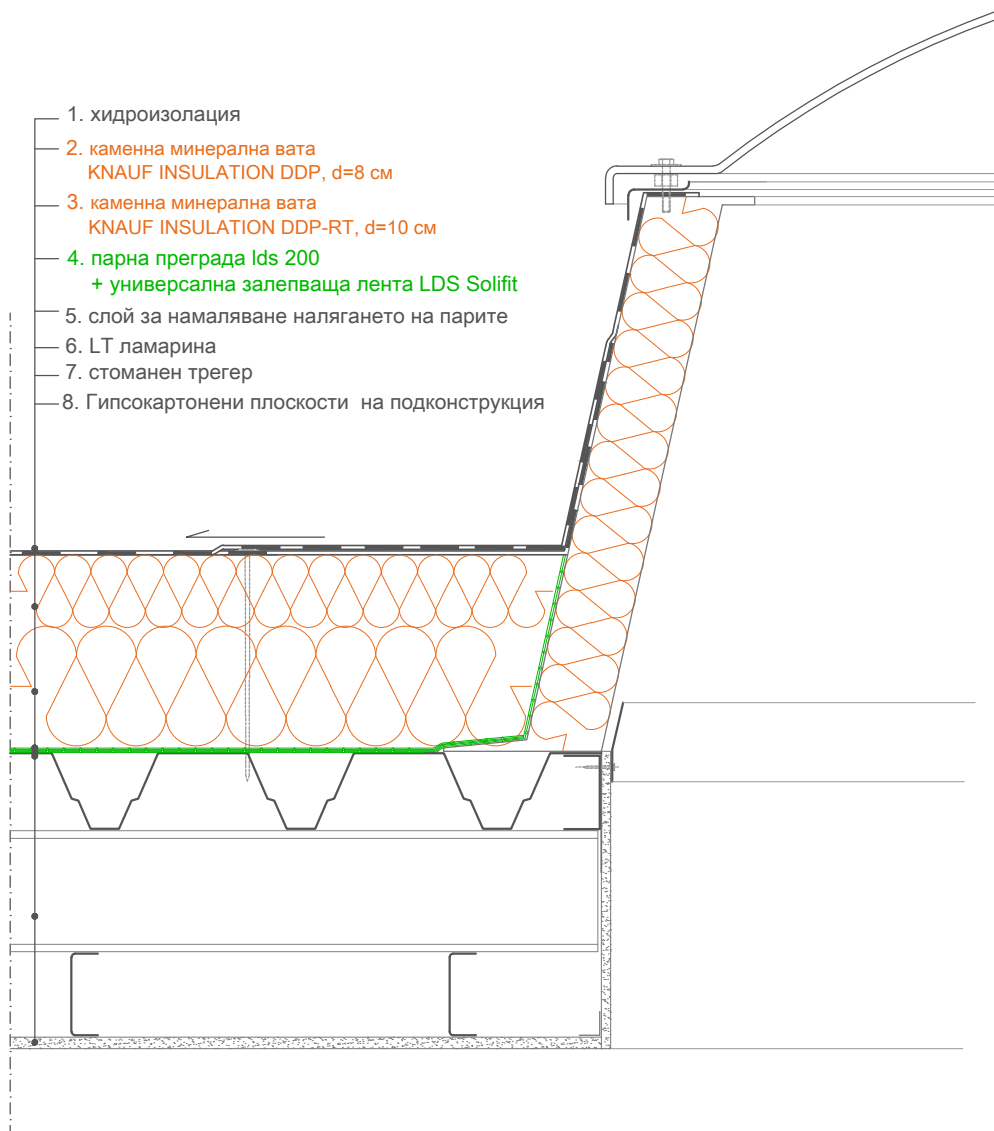 1. хидроизолация
2. каменна минерална вата
KNAUF INSULATION DDP, d=8 см
3. каменна минерална вата
KNAUF INSULATION DDP-RT, d=10 см
4. парна преграда lds 200
+ универсална залепваща лента LDS Solifit
5. слой за намаляване налягането на парите
6. LT ламарина
7. стоманен трегер
8. Гипсокартонени плоскости на подконструкция